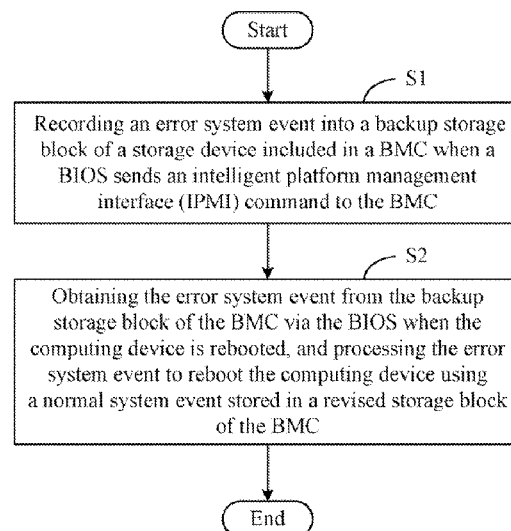 Start
S1
Recording an error system event into a backup storage
block of a storage device included in a BMC when a
BIOS sends an intelligent platform management
interface (IPMI) command to the BMC
S2
Obtaining the error system event from the backup
storage block of the BMC via the BIOS when the
computing device is rebooted, and processing the error
system event to reboot the computing device using
a normal system event stored in a revised storage block
of the BMC
End